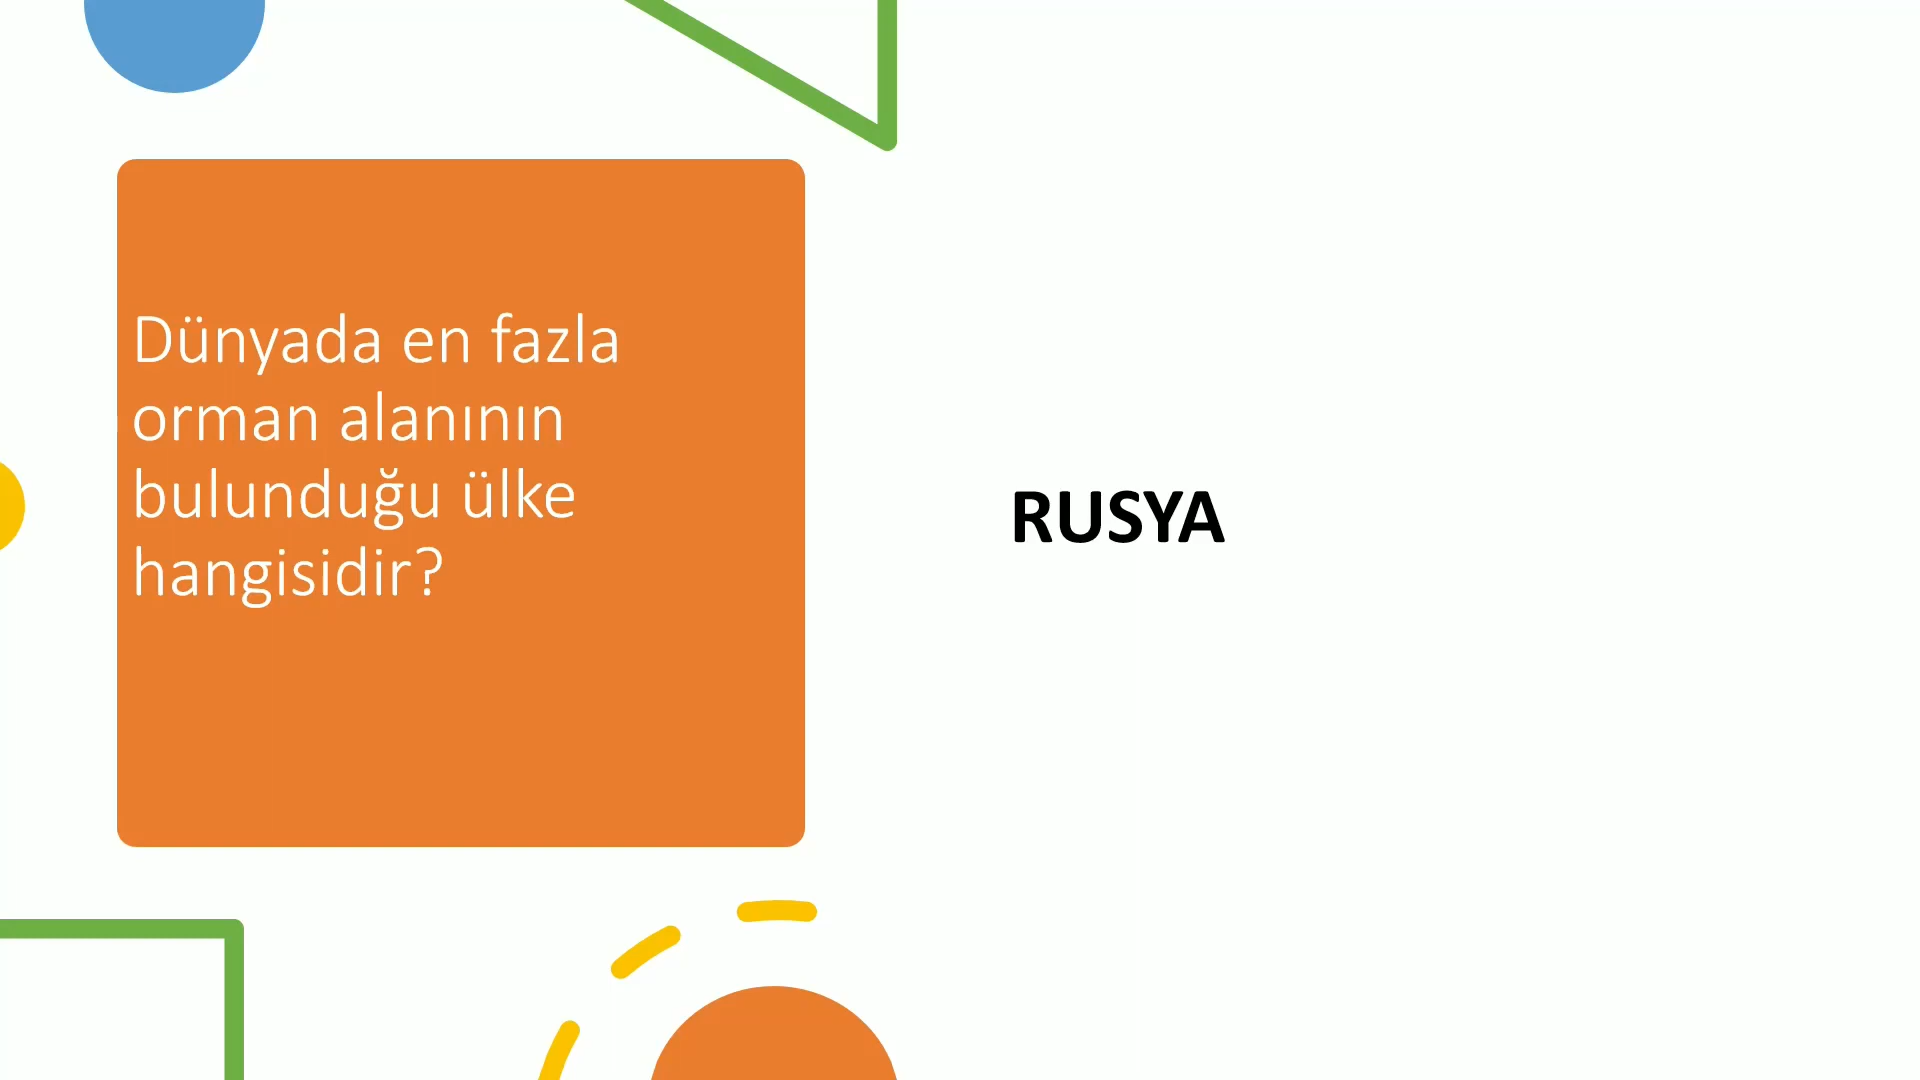 Dünyada en fazla
orman alanının
bulunduğu ülke
hangisidir?
RUSYA